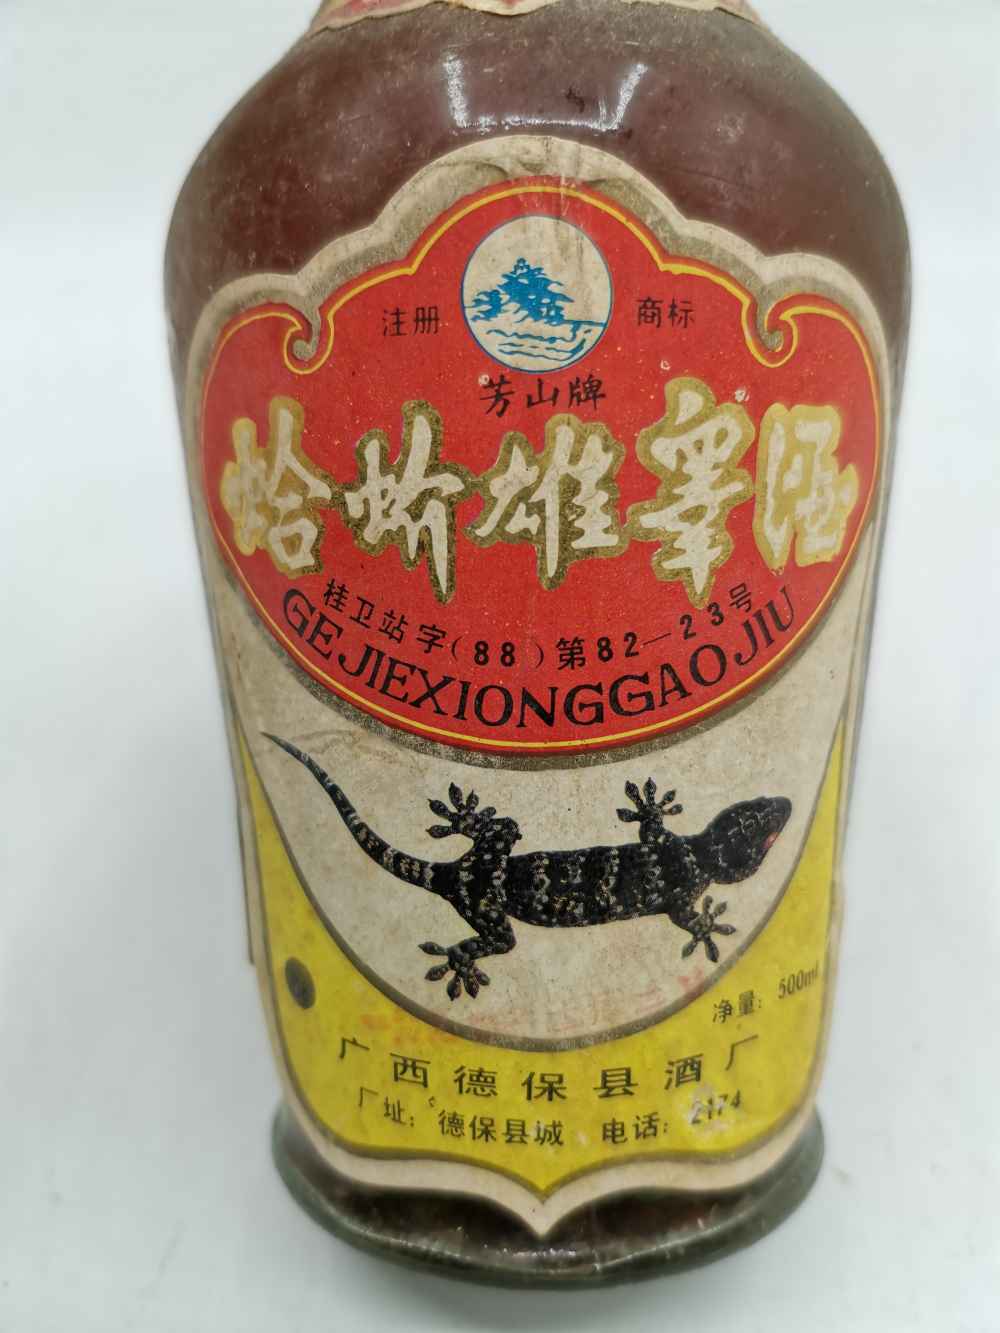 注册 商标
芳山牌
蛤蚧雄睾酒
桂卫站字(88)第82—23号
GEJIEXIONGGAOJIU
净量: 500ml
广西德保县酒厂
厂址: 德保县城 电话: 2174